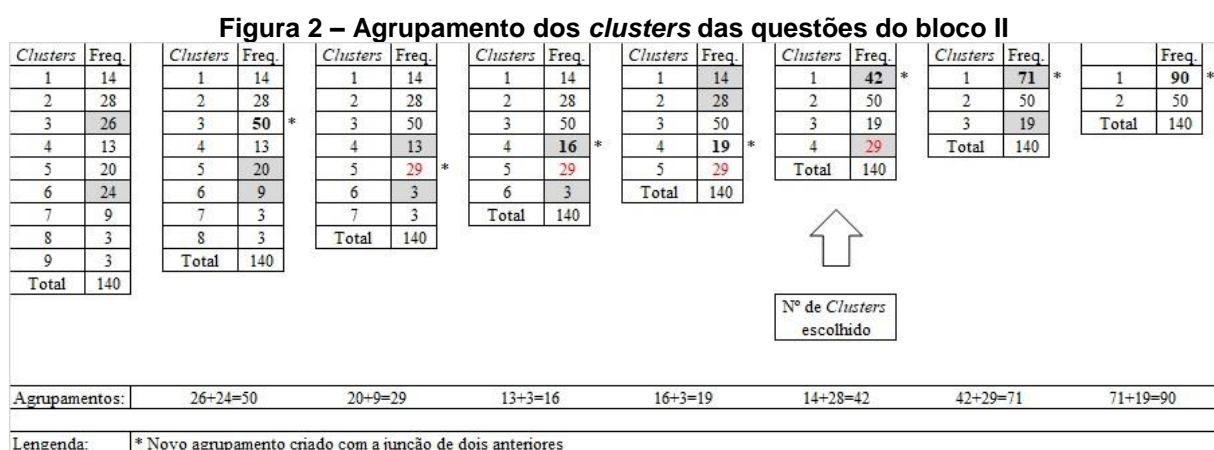 Figura 2 – Agrupamento dos clusters das questões do bloco II
Clusters Freq. Clusters Freq. Clusters Freq. Clusters Freq. Clusters Freq. Clusters Freq. Clusters Freq. Freq.
1 14 1 14 1 14 1 14 1 14 1 42 * 1 71 * 1 90 *
2 28 2 28 2 28 2 28 2 28 2 50 2 50 2 50
3 26 3 50 * 3 50 3 50 3 50 3 19 3 19 Total 140
4 13 4 13 4 13 4 16 * 4 19 * 4 29 Total 140
5 20 5 20 5 29 * 5 29 5 29 Total 140
6 24 6 9 6 3 6 3 Total 140
7 9 7 3 7 3 Total 140
8 3 8 3 Total 140
9 3 Total 140
Total 140
Nº de Clusters
escolhido
Agrupamentos: 26+24=50 20+9=29 13+3=16 16+3=19 14+28=42 42+29=71 71+19=90
Lengenda: * Novo agrupamento criado com a junção de dois anteriores